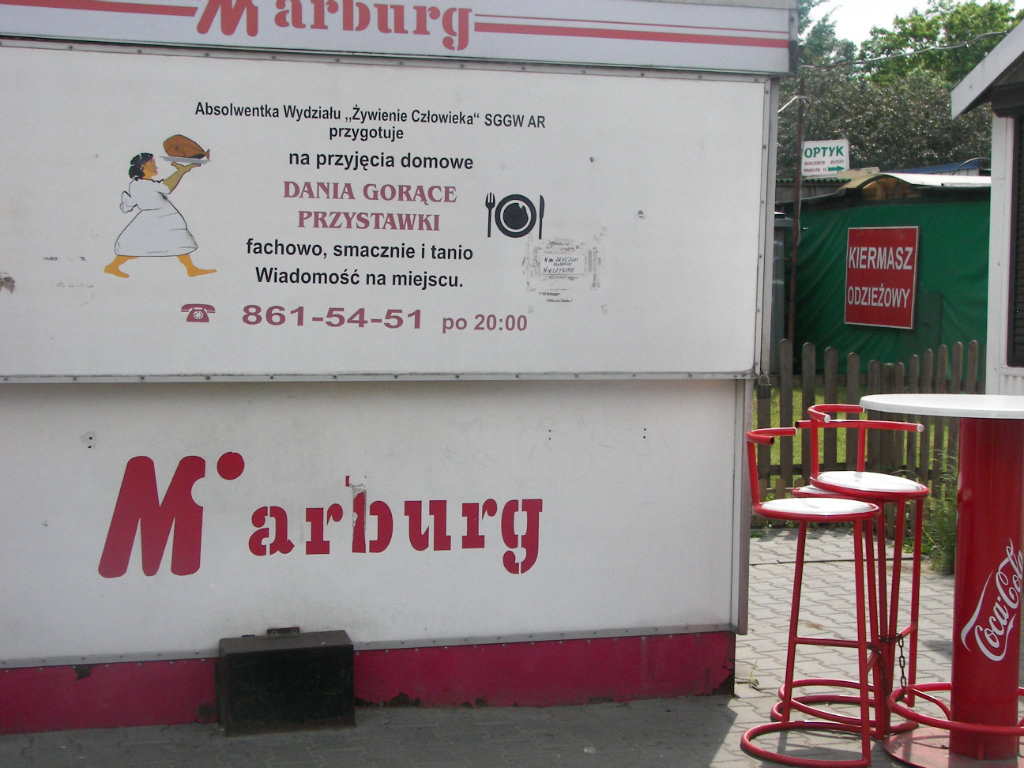 Marburg
Absolwentka Wydziału „Żywienie Człowieka“ SGGW AR
przygotuje
na przyjęcia domowe
DANIA GORĄCE
PRZYSTAWKI
fachowo, smacznie i tanio
Wiadomość na miejscu.
861-54-51 po 20:00
Marburg
OPTYK
KIERMASZ
ODZIEŻOWY
Coca-Cola